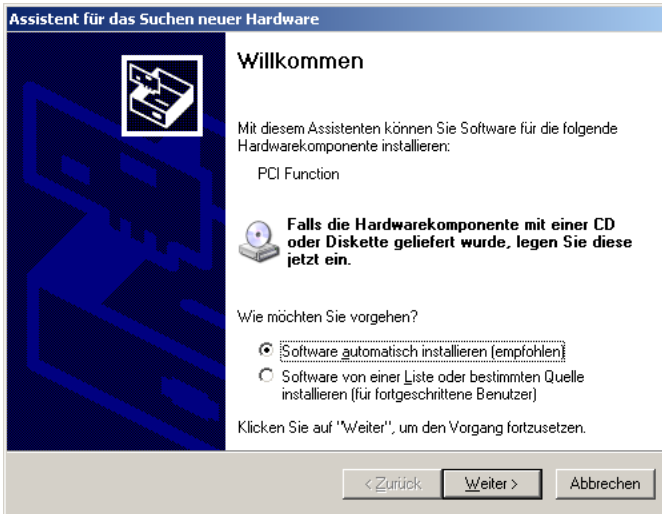 Assistent für das Suchen neuer Hardware
Willkommen
Mit diesem Assistenten können Sie Software für die folgende
Hardwarekomponente installieren:
PCI Function
Falls die Hardwarekomponente mit einer CD
oder Diskette geliefert wurde, legen Sie diese
jetzt ein.
Wie möchten Sie vorgehen?
Software automatisch installieren (empfohlen)
Software von einer Liste oder bestimmten Quelle
installieren (für fortgeschrittene Benutzer)
Klicken Sie auf "Weiter", um den Vorgang fortzusetzen.
< Zurück Weiter > Abbrechen